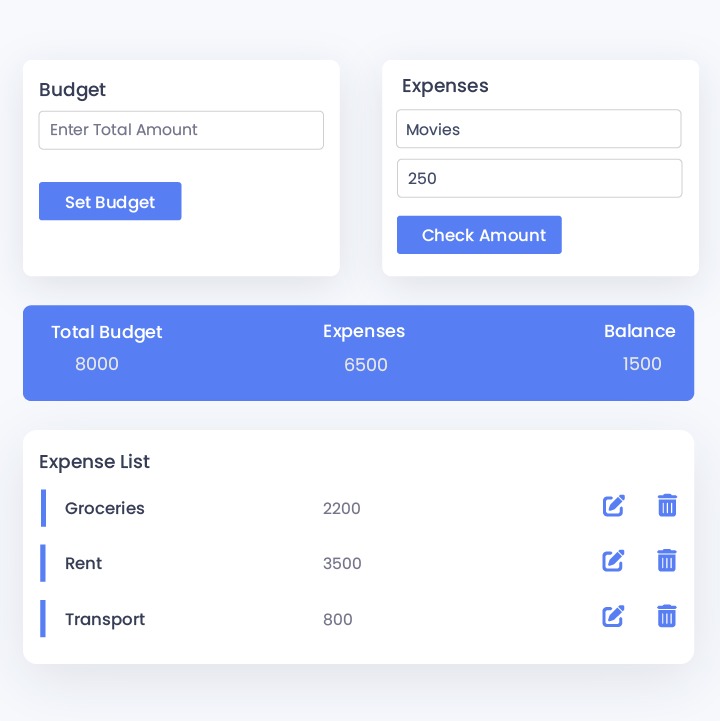 Budget
Enter Total Amount
Set Budget
Expenses
Movies
250
Check Amount
Total Budget Expenses Balance
8000 6500 1500
Expense List
Groceries 2200
Rent 3500
Transport 800